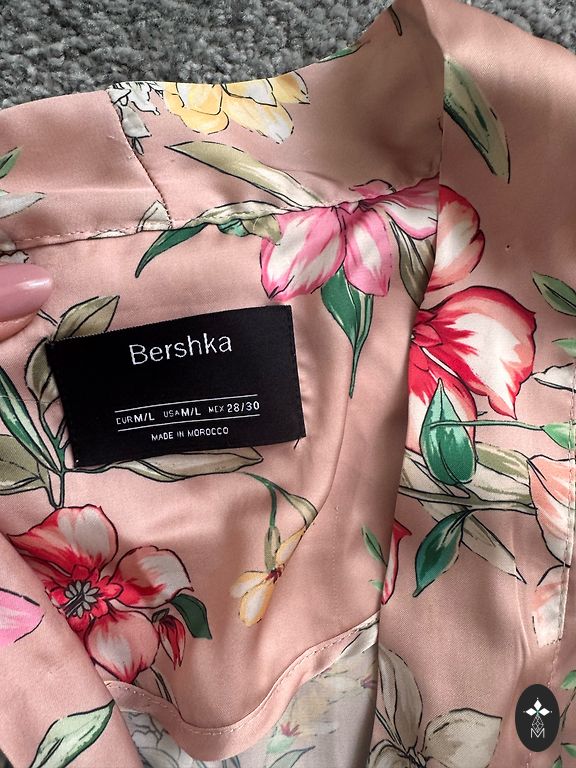 Bershka
EUR M/L USA M/L MEX 28/30
MADE IN MOROCCO
M